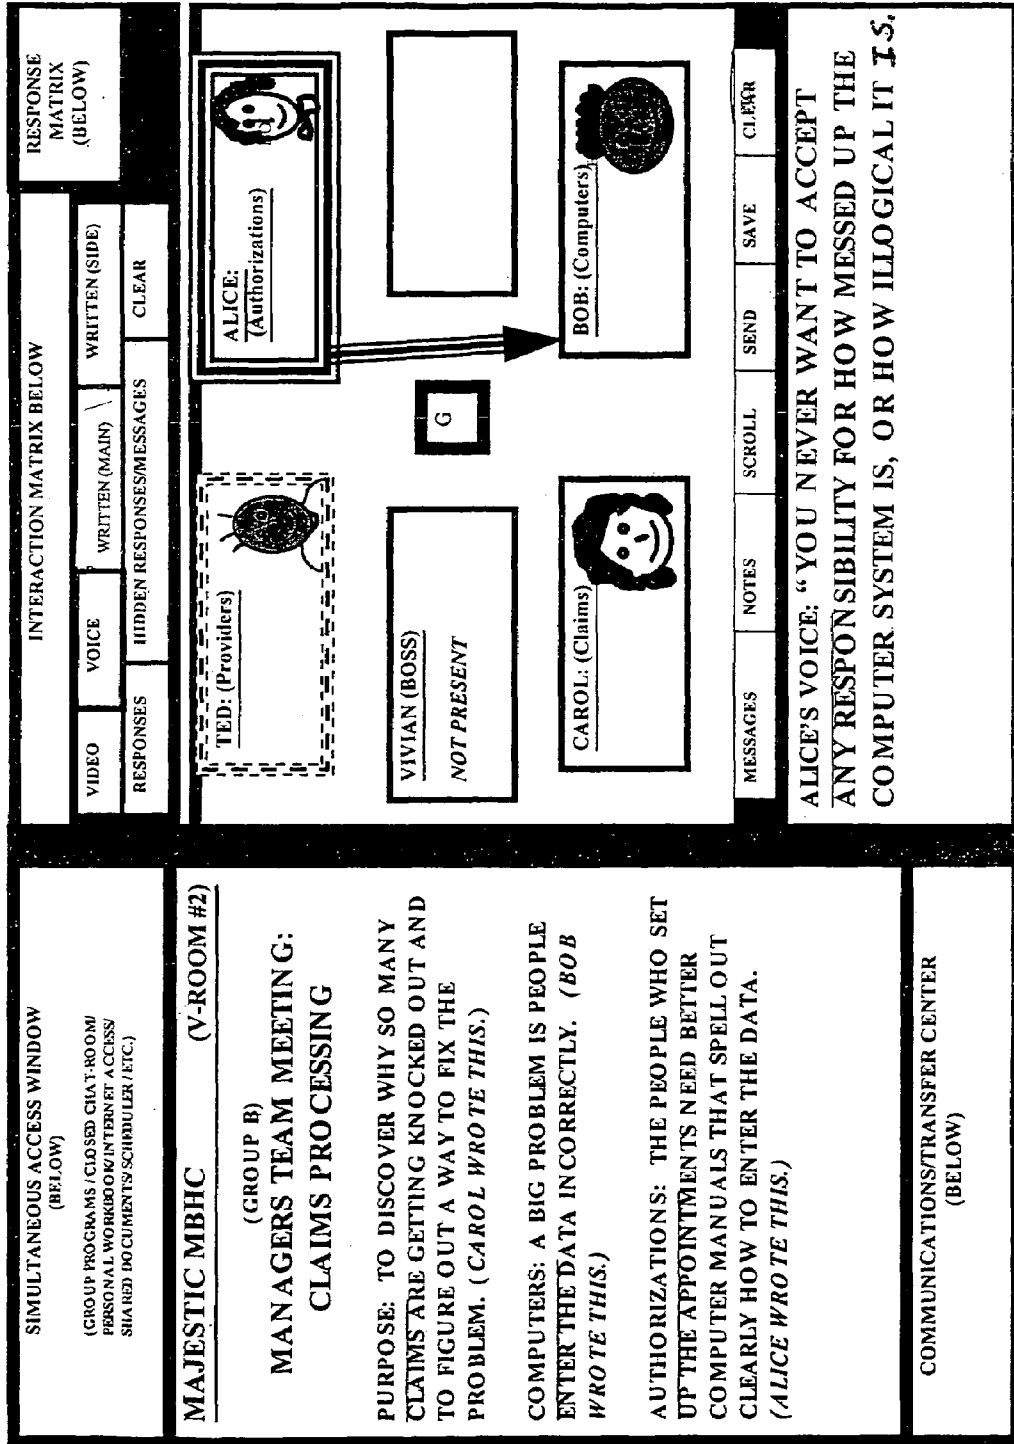 SIMULTANEOUS ACCESS WINDOW
(BELOW)
(GROUP PROGRAMS / CLOSED CHAT-ROOM/
PERSONAL WORKBOOK/INTERNET ACCESS/
SHARED DOCUMENTS/SCHEDULER / ETC.)
MAJESTIC MBHC (V-ROOM #2)
(GROUP B)
MANAGERS TEAM MEETING:
CLAIMS PROCESSING
PURPOSE: TO DISCOVER WHY SO MANY
CLAIMS ARE GETTING KNOCKED OUT AND
TO FIGURE OUT A WAY TO FIX THE
PROBLEM. (CAROL WROTE THIS.)
COMPUTERS: A BIG PROBLEM IS PEOPLE
ENTER THE DATA INCORRECTLY. (BOB
WROTE THIS.)
AUTHORIZATIONS: THE PEOPLE WHO SET
UP THE APPOINTMENTS NEED BETTER
COMPUTER MANUALS THAT SPELL OUT
CLEARLY HOW TO ENTER THE DATA.
(ALICE WROTE THIS.)
COMMUNICATIONS/TRANSFER CENTER
(BELOW)
INTERACTION MATRIX BELOW
RESPONSE
MATRIX
(BELOW)
VIDEO
VOICE
WRITTEN (MAIN)
WRITTEN (SIDE)
RESPONSES
HIDDEN RESPONSES/MESSAGES
CLEAR
TED: (Providers)
ALICE:
(Authorizations)
VIVIAN (BOSS)
NOT PRESENT
G
CAROL: (Claims)
BOB: (Computers)
MESSAGES
NOTES
SCROLL
SEND
SAVE
CLEAR
ALICE'S VOICE: "YOU NEVER WANT TO ACCEPT
ANY RESPONSIBILITY FOR HOW MESSED UP THE
COMPUTER SYSTEM IS, OR HOW ILLOGICAL IT IS.